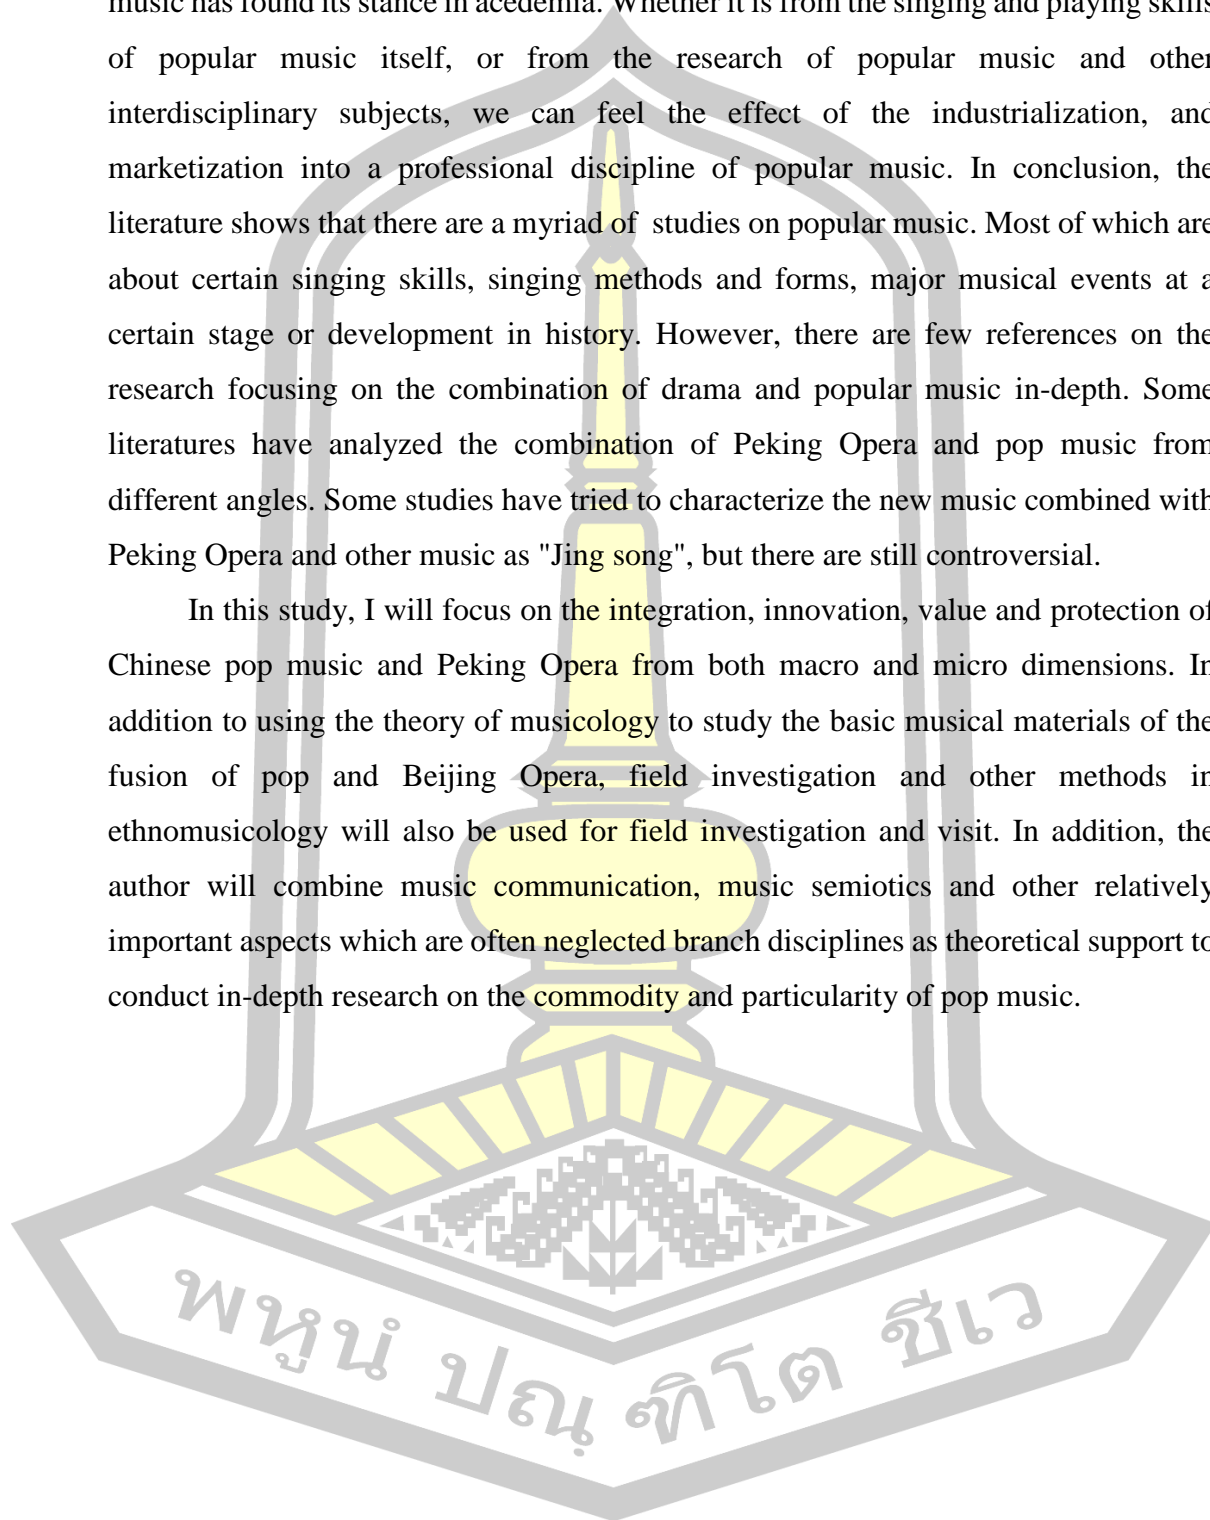 music has found its stance in acedemia. Whether it is from the singing and playing skills
of popular music itself, or from the research of popular music and other
interdisciplinary subjects, we can feel the effect of the industrialization, and
marketization into a professional discipline of popular music. In conclusion, the
literature shows that there are a myriad of studies on popular music. Most of which are
about certain singing skills, singing methods and forms, major musical events at a
certain stage or development in history. However, there are few references on the
research focusing on the combination of drama and popular music in-depth. Some
literatures have analyzed the combination of Peking Opera and pop music from
different angles. Some studies have tried to characterize the new music combined with
Peking Opera and other music as "Jing song", but there are still controversial.
In this study, I will focus on the integration, innovation, value and protection of
Chinese pop music and Peking Opera from both macro and micro dimensions. In
addition to using the theory of musicology to study the basic musical materials of the
fusion of pop and Beijing Opera, field investigation and other methods in
ethnomusicology will also be used for field investigation and visit. In addition, the
author will combine music communication, music semiotics and other relatively
important aspects which are often neglected branch disciplines as theoretical support to
conduct in-depth research on the commodity and particularity of pop music.
พหูนํ ปณฺฑิโต ชีเว